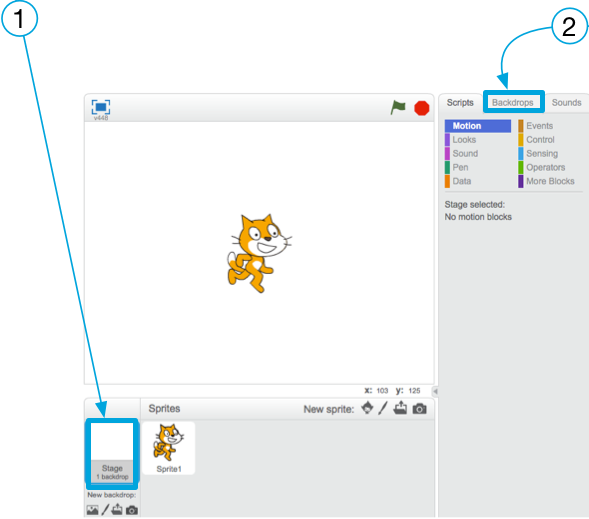 1
2
v448
Scripts
Backdrops
Sounds
Motion
Events
Looks
Control
Sound
Sensing
Pen
Operators
Data
More Blocks
Stage selected:
No motion blocks
x: 103 y: 125
Sprites
New sprite:
Stage
1 backdrop
Sprite1
New backdrop: